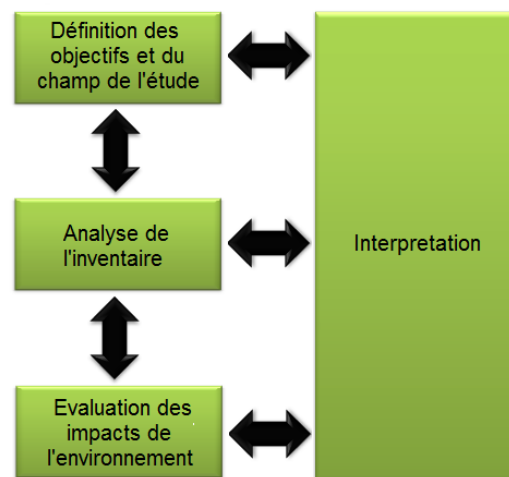 Définition des
objectifs et du
champ de l'étude
Analyse de
l'inventaire
Interpretation
Evaluation des
impacts de
l'environnement